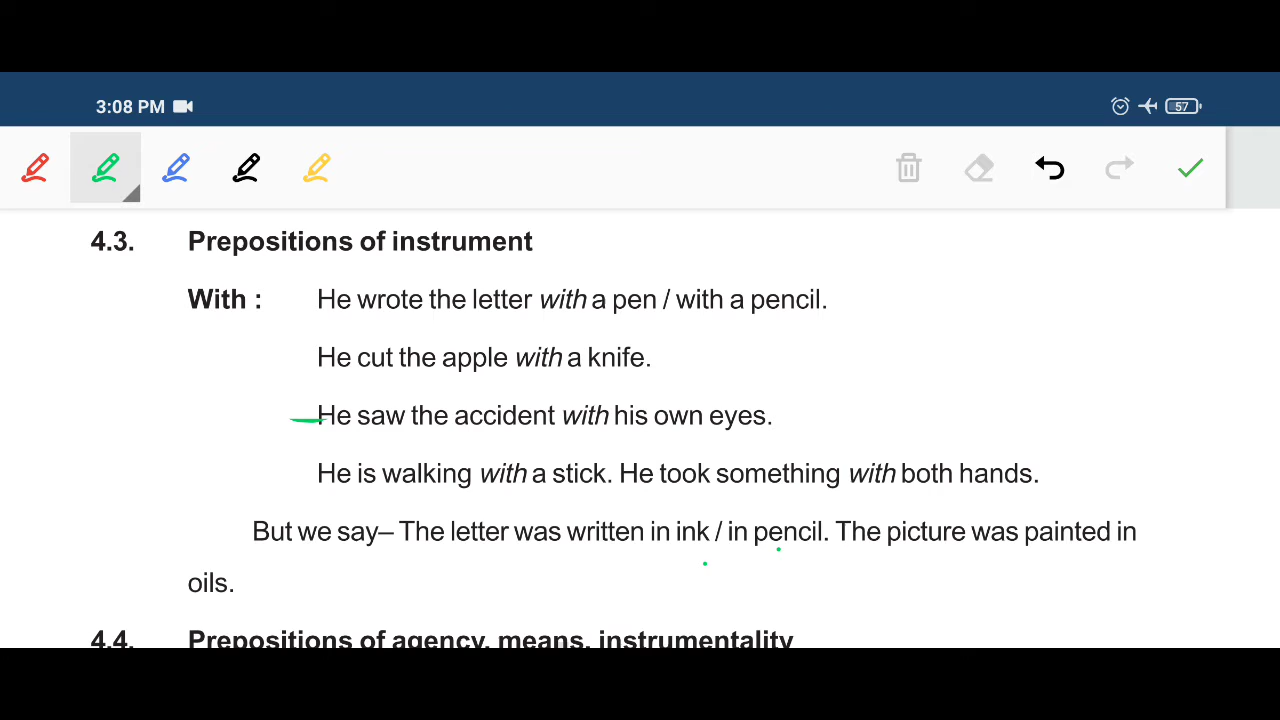 3:08 PM
57
4.3. Prepositions of instrument
With : He wrote the letter with a pen / with a pencil.
He cut the apple with a knife.
He saw the accident with his own eyes.
He is walking with a stick. He took something with both hands.
But we say– The letter was written in ink / in pencil. The picture was painted in
oils.
4.4. Prepositions of agency, means, instrumentality